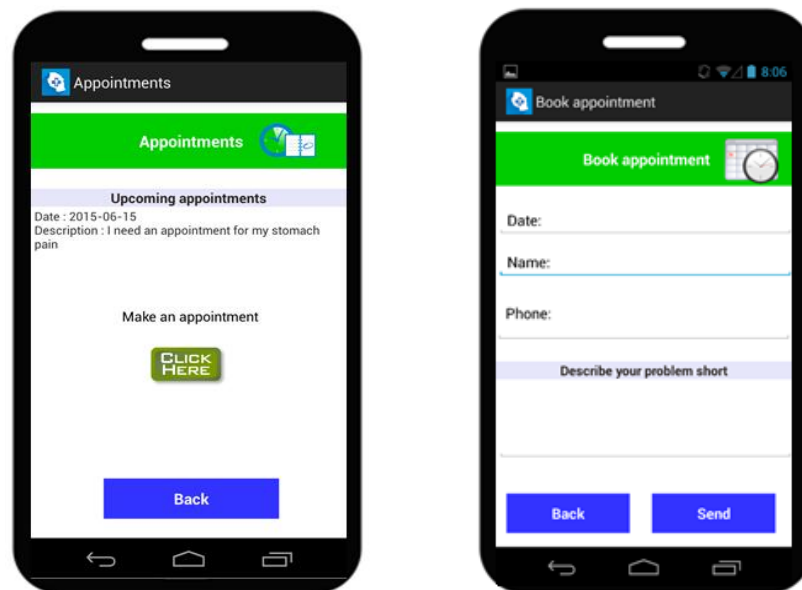 Appointments
Appointments
Upcoming appointments
Date : 2015-06-15
Description : I need an appointment for my stomach
pain
Make an appointment
CLICK
HERE
Back
8:06
Book appointment
Book appointment
Date:
Name:
Phone:
Describe your problem short
Back
Send